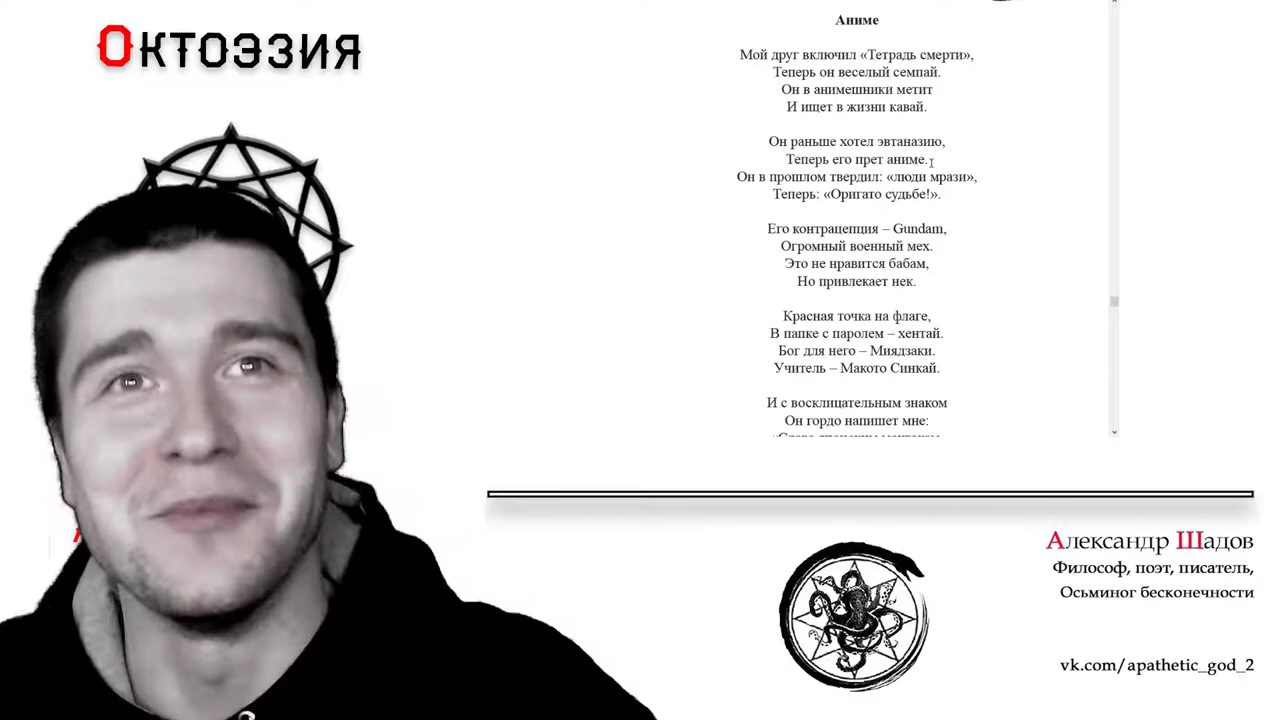 Октоэзия
Аниме
Мой друг включил «Тетрадь смерти»,
Теперь он веселый семпай.
Он в анимешники метит
И ищет в жизни кавай.
Он раньше хотел эвтаназию,
Теперь его прет аниме.
Он в прошлом твердил: «люди мрази»,
Теперь: «Оригато судьбе!».
Его контрацепция – Gundam,
Огромный военный мех.
Это не нравится бабам,
Но привлекает нек.
Красная точка на флаге,
В папке с паролем – хентай.
Бог для него – Миядзаки.
Учитель – Макото Синкай.
И с восклицательным знаком
Он гордо напишет мне:
Александр Шадов
Философ, поэт, писатель,
Осьминог бесконечности
vk.com/apathetic_god_2